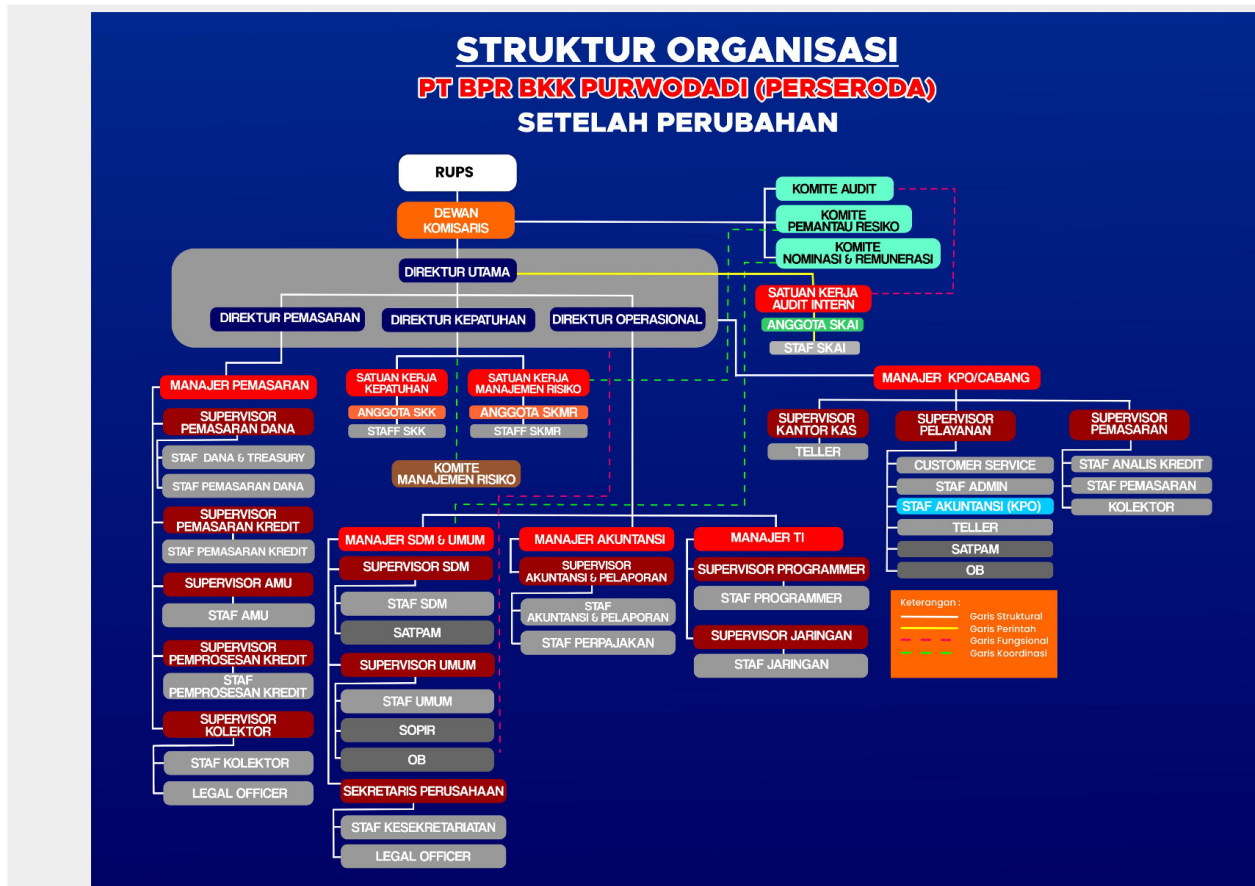 STRUKTUR ORGANISASI
PT BPR BKK PURWODADI (PERSERODA)
SETELAH PERUBAHAN
RUPS
DEWAN
KOMISARIS
KOMITE AUDIT
KOMITE
PEMANTAU RESIKO
KOMITE
NOMINASI & REMUNERASI
DIREKTUR UTAMA
SATUAN KERJA
AUDIT INTERN
ANGGOTA SKAI
STAF SKAI
DIREKTUR PEMASARAN
DIREKTUR KEPATUHAN
DIREKTUR OPERASIONAL
MANAJER PEMASARAN
SUPERVISOR
PEMASARAN DANA
STAF DANA & TREASURY
STAF PEMASARAN DANA
SUPERVISOR
PEMASARAN KREDIT
STAF PEMASARAN KREDIT
SUPERVISOR AMU
STAF AMU
SUPERVISOR
PEMPROSESAN KREDIT
STAF
PEMPROSESAN KREDIT
SUPERVISOR
KOLEKTOR
STAF KOLEKTOR
LEGAL OFFICER
SATUAN KERJA
KEPATUHAN
ANGGOTA SKK
STAFF SKK
SATUAN KERJA
MANAJEMEN RISIKO
ANGGOTA SKMR
STAFF SKMR
KOMITE
MANAJEMEN RISIKO
MANAJER SDM & UMUM
SUPERVISOR SDM
STAF SDM
SATPAM
SUPERVISOR UMUM
STAF UMUM
SOPIR
OB
SEKRETARIS PERUSAHAAN
STAF KESEKRETARIATAN
LEGAL OFFICER
MANAJER AKUNTANSI
SUPERVISOR
AKUNTANSI & PELAPORAN
STAF
AKUNTANSI & PELAPORAN
STAF PERPAJAKAN
MANAJER TI
SUPERVISOR PROGRAMMER
STAF PROGRAMMER
SUPERVISOR JARINGAN
STAF JARINGAN
MANAJER KPO/CABANG
SUPERVISOR
KANTOR KAS
TELLER
SUPERVISOR
PELAYANAN
CUSTOMER SERVICE
STAF ADMIN
STAF AKUNTANSI (KPO)
TELLER
SATPAM
OB
SUPERVISOR
PEMASARAN
STAF ANALIS KREDIT
STAF PEMASARAN
KOLEKTOR
Keterangan :
Garis Struktural
Garis Perintah
Garis Fungsional
Garis Koordinasi